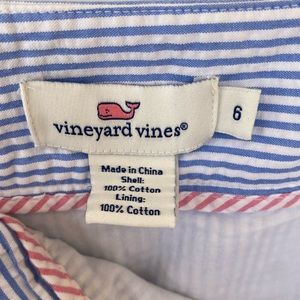 vineyard vines®
6
Made in China
Shell:
100% Cotton
Lining:
100% Cotton